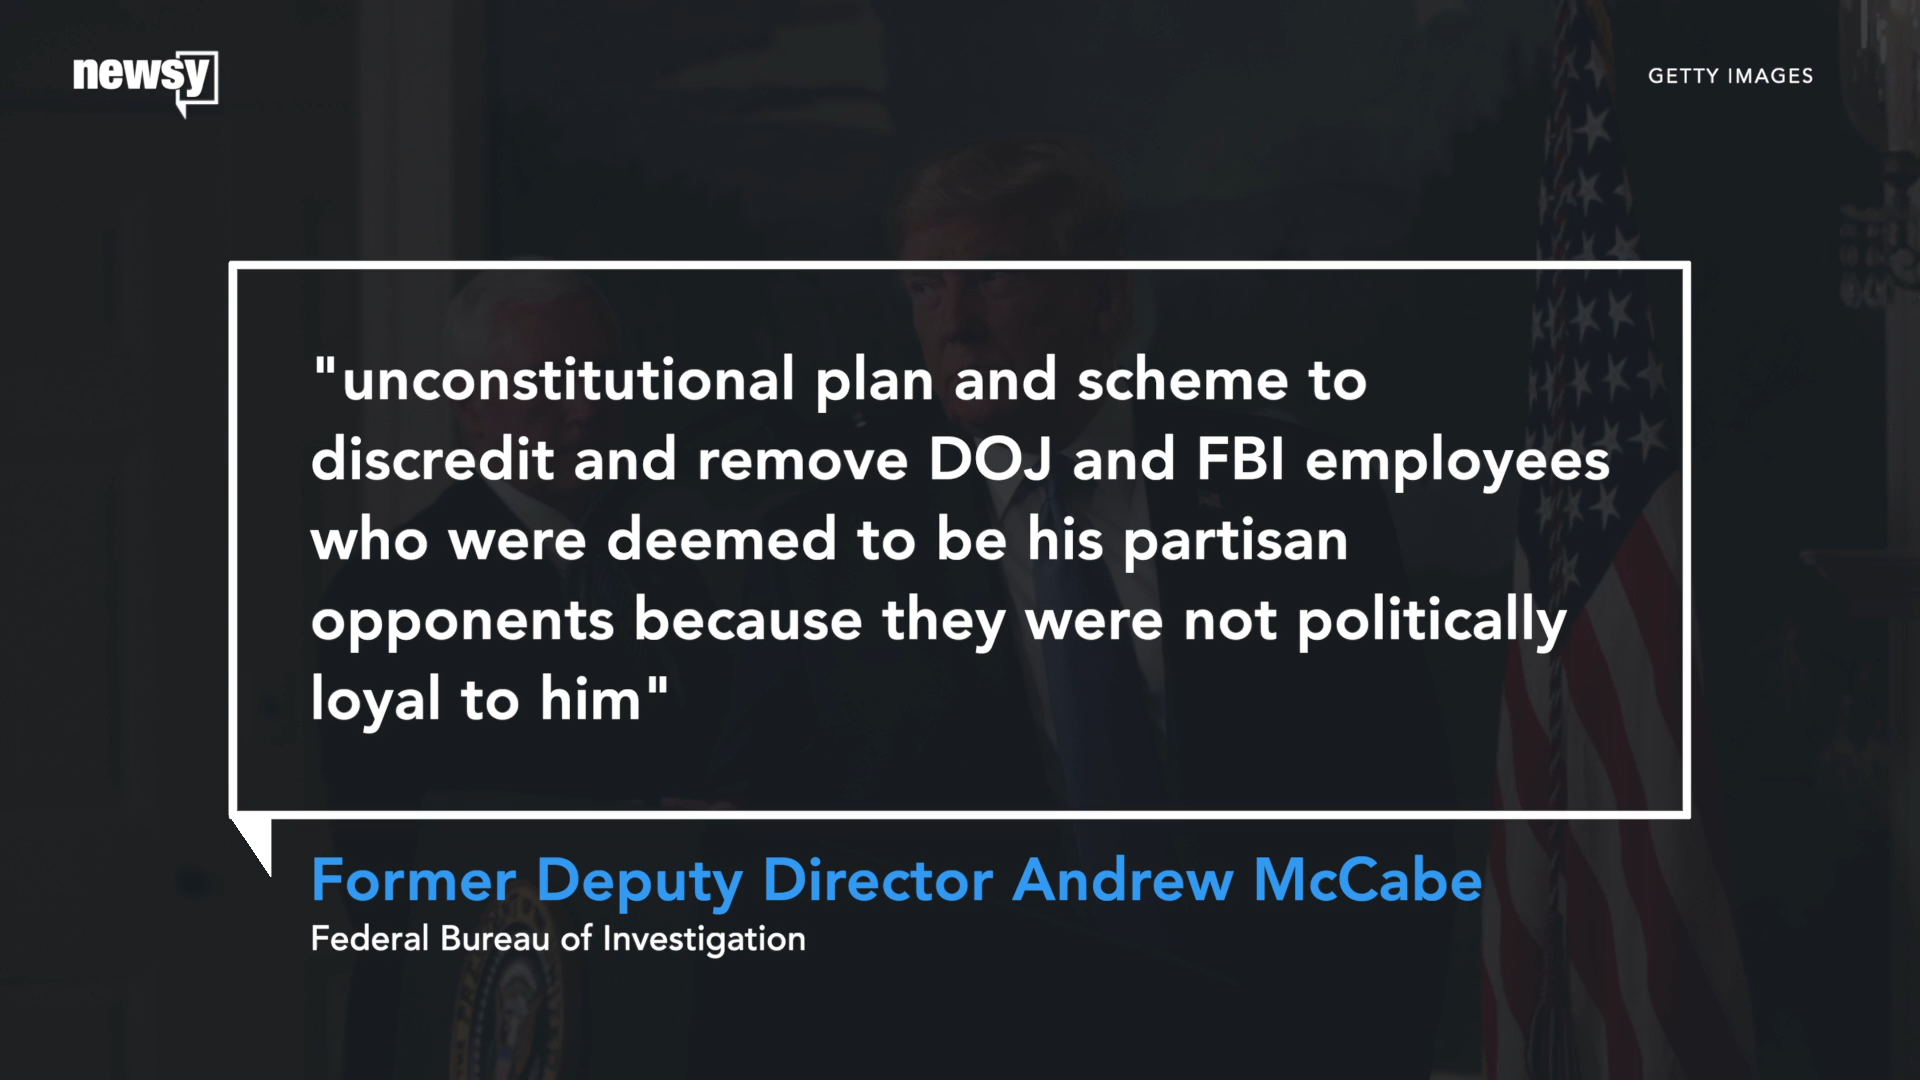 newsy
GETTY IMAGES
"unconstitutional plan and scheme to
discredit and remove DOJ and FBI employees
who were deemed to be his partisan
opponents because they were not politically
loyal to him"
Former Deputy Director Andrew McCabe
Federal Bureau of Investigation